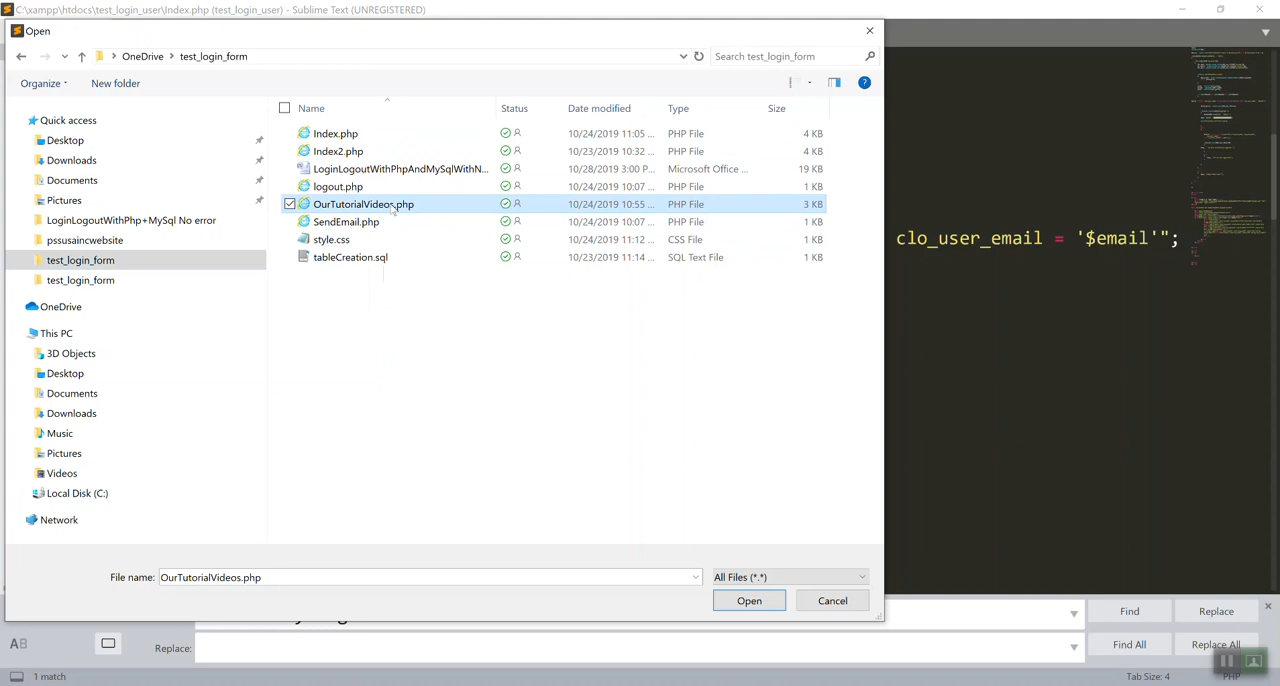 C:\xampp\htdocs\test_login_user\Index.php (test_login_user) - Sublime Text (UNREGISTERED)
Open
OneDrive > test_login_form
Search test_login_form
Organize
New folder
Name Status Date modified Type Size
Quick access
Desktop
Downloads
Documents
Pictures
LoginLogoutWithPhp+MySql No error
pssusaincwebsite
test_login_form
test_login_form
OneDrive
This PC
3D Objects
Desktop
Documents
Downloads
Music
Pictures
Videos
Local Disk (C:)
Network
Index.php 10/24/2019 11:05 ... PHP File 4 KB
Index2.php 10/23/2019 10:32 ... PHP File 4 KB
LoginLogoutWithPhpAndMySqlWithN... 10/28/2019 3:00 P... Microsoft Office ... 19 KB
logout.php 10/24/2019 10:07 ... PHP File 1 KB
OurTutorialVideos.php 10/24/2019 10:55 ... PHP File 3 KB
SendEmail.php 10/24/2019 10:07 ... PHP File 1 KB
style.css 10/24/2019 11:12 ... CSS File 1 KB
tableCreation.sql 10/23/2019 11:14 ... SQL Text File 1 KB
clo_user_email = '$email'";
File name: OurTutorialVideos.php
All Files (*.*)
Open
Cancel
Find
Replace
Replace:
Find All
Replace All
1 match
Tab Size: 4
PHP